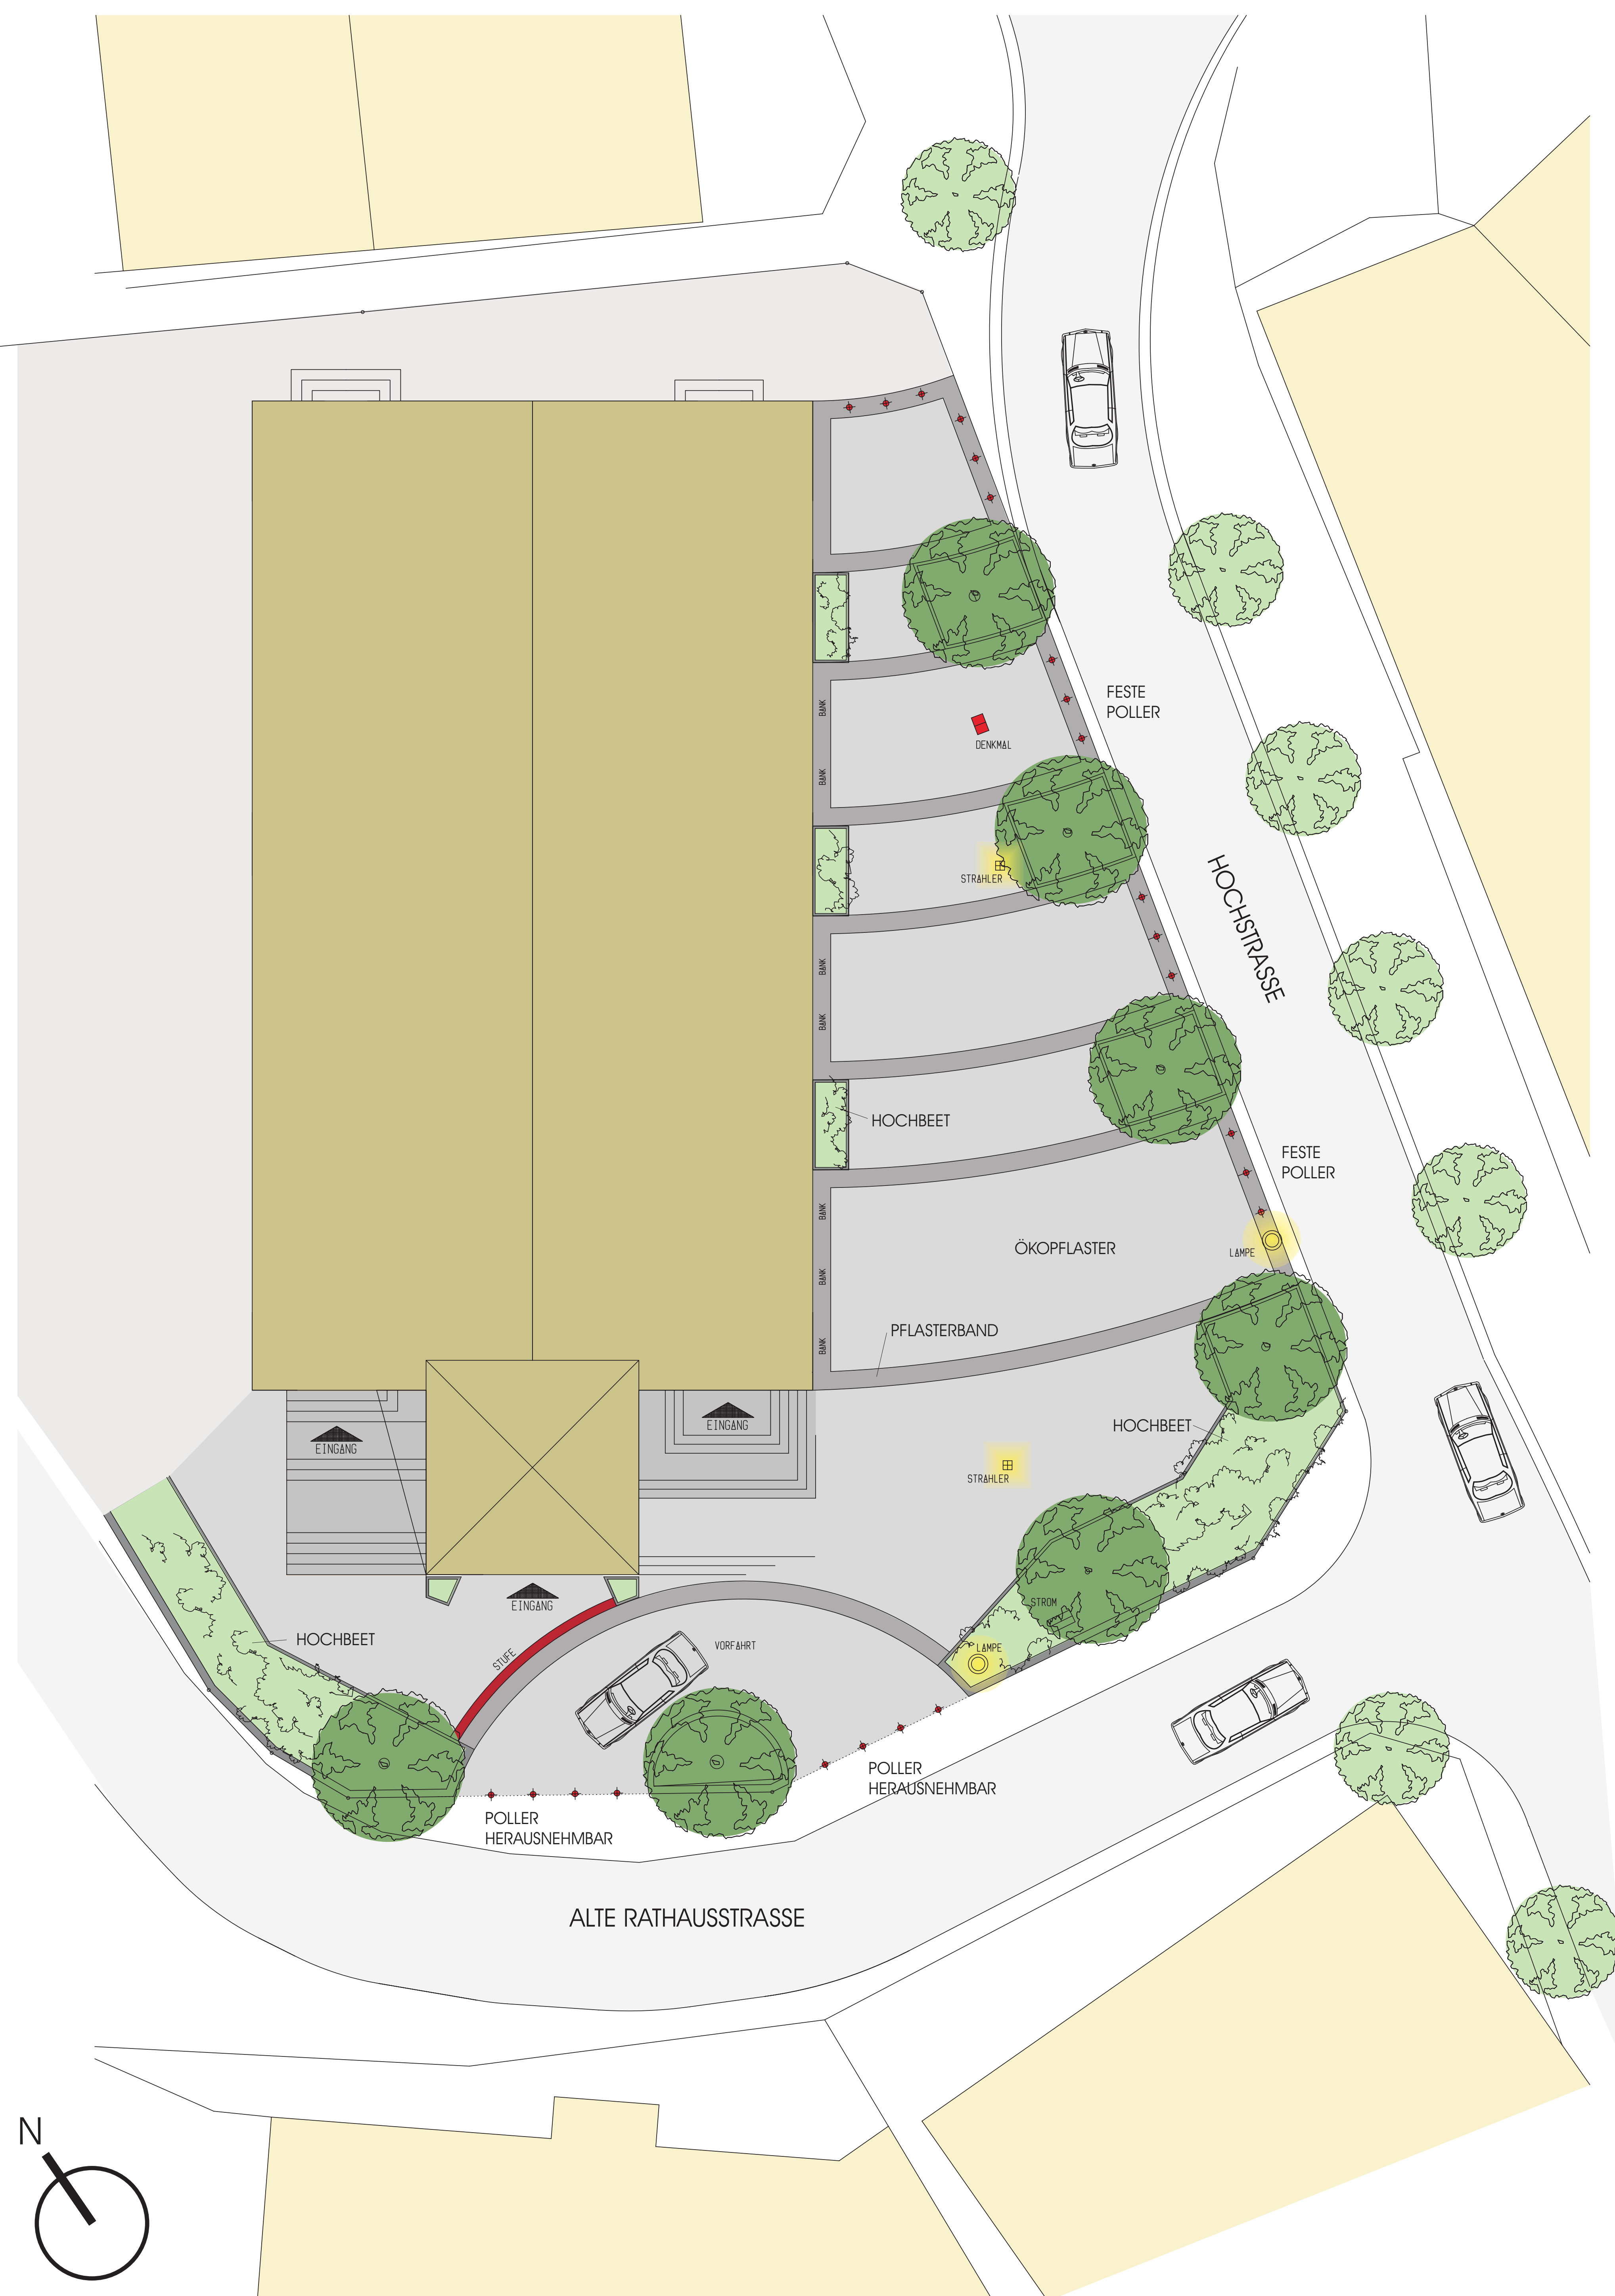 FESTE
POLLER
BANK
DENKMAL
BANK
HOCHSTRASSE
STRAHLER
BANK
BANK
HOCHBEET
FESTE
POLLER
BANK
ÖKOPFLASTER
LAMPE
BANK
PFLASTERBAND
BANK
HOCHBEET
EINGANG
EINGANG
STRAHLER
EINGANG
STROM
HOCHBEET
STUFE
VORFAHRT
LAMPE
POLLER
HERAUSNEHMBAR
POLLER
HERAUSNEHMBAR
ALTE RATHAUSSTRASSE
N